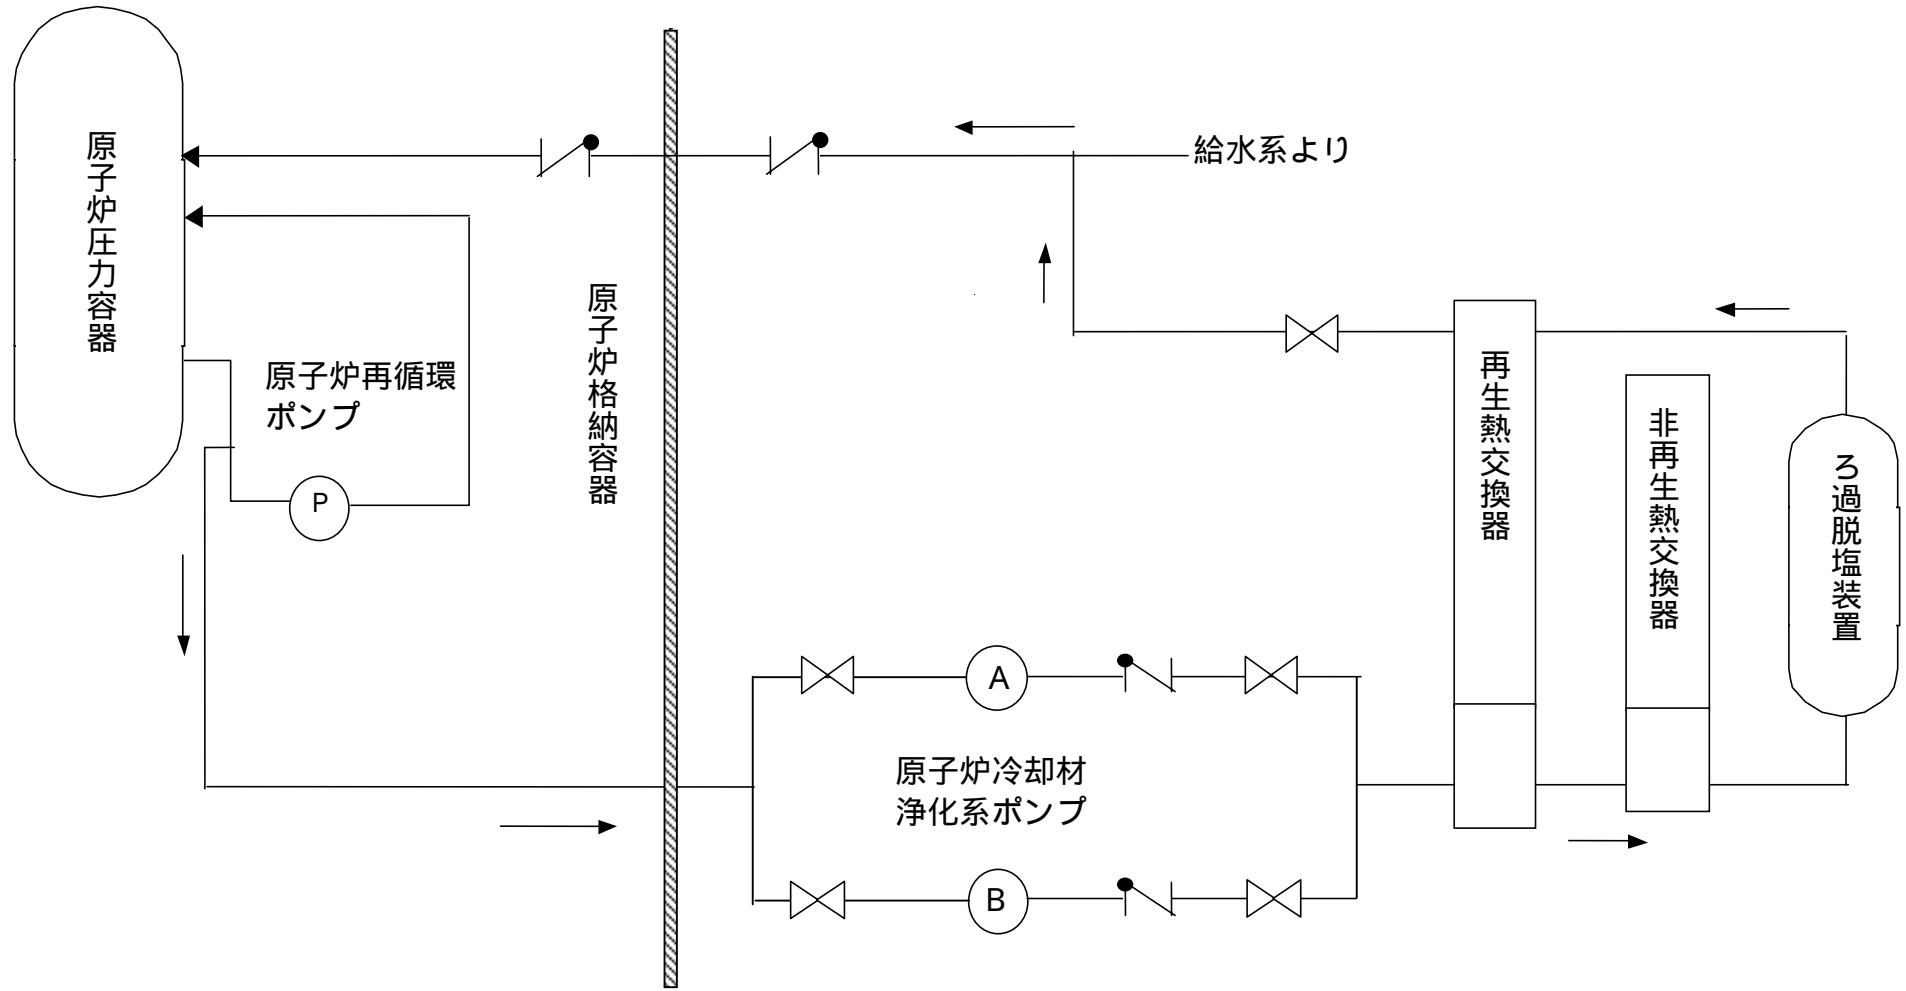 原子炉圧力容器
給水系より
原子炉格納容器
原子炉再循環
ポンプ
P
再生熱交換器
非再生熱交換器
ろ過脱塩装置
A
原子炉冷却材
浄化系ポンプ
B